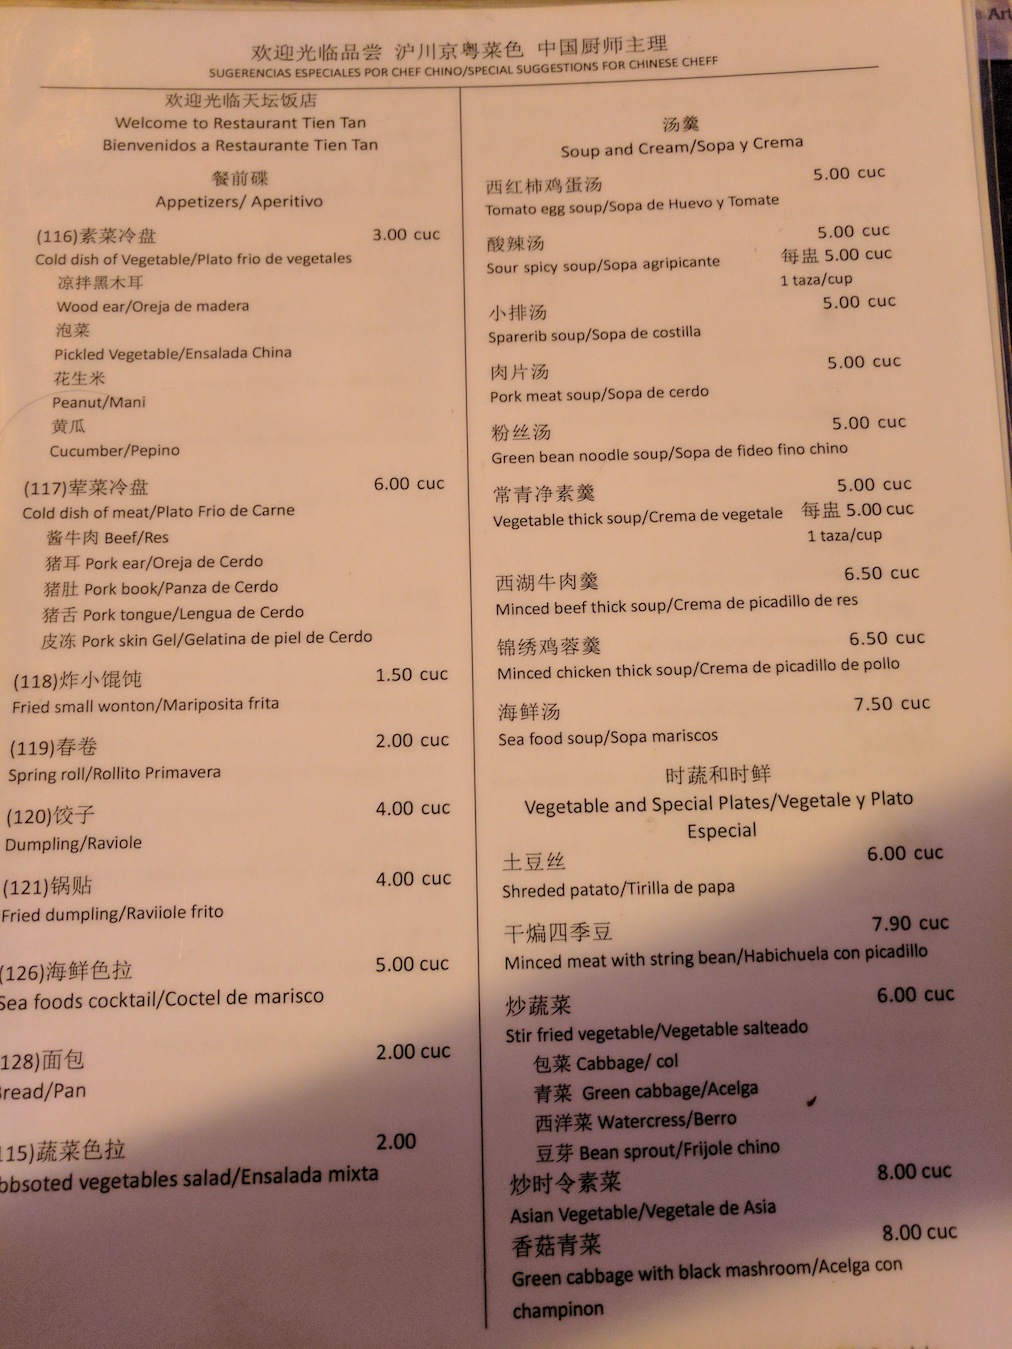 欢迎光临品尝 沪川京粤菜色 中国厨师主理
SUGERENCIAS ESPECIALES POR CHEF CHINO/SPECIAL SUGGESTIONS FOR CHINESE CHEFF
欢迎光临天坛饭店
Welcome to Restaurant Tien Tan
Bienvenidos a Restaurante Tien Tan
餐前碟
Appetizers/ Aperitivo
(116)素菜冷盘 3.00 cuc
Cold dish of Vegetable/Plato frio de vegetales
凉拌黑木耳
Wood ear/Oreja de madera
泡菜
Pickled Vegetable/Ensalada China
花生米
Peanut/Mani
黄瓜
Cucumber/Pepino
(117)荤菜冷盘 6.00 cuc
Cold dish of meat/Plato Frio de Carne
酱牛肉 Beef/Res
猪耳 Pork ear/Oreja de Cerdo
猪肚 Pork book/Panza de Cerdo
猪舌 Pork tongue/Lengua de Cerdo
皮冻 Pork skin Gel/Gelatina de piel de Cerdo
(118)炸小馄饨 1.50 cuc
Fried small wonton/Mariposita frita
(119)春卷 2.00 cuc
Spring roll/Rollito Primavera
(120)饺子 4.00 cuc
Dumpling/Raviole
(121)锅贴 4.00 cuc
Fried dumpling/Raviiole frito
(126)海鲜色拉 5.00 cuc
Sea foods cocktail/Coctel de marisco
128)面包 2.00 cuc
read/Pan
115)蔬菜色拉 2.00
bbsoted vegetables salad/Ensalada mixta
汤羹
Soup and Cream/Sopa y Crema
西红柿鸡蛋汤 5.00 cuc
Tomato egg soup/Sopa de Huevo y Tomate
酸辣汤 5.00 cuc
Sour spicy soup/Sopa agripicante 每盅 5.00 cuc
1 taza/cup
小排汤 5.00 cuc
Sparerib soup/Sopa de costilla
肉片汤 5.00 cuc
Pork meat soup/Sopa de cerdo
粉丝汤 5.00 cuc
Green bean noodle soup/Sopa de fideo fino chino
常青净素羹 5.00 cuc
Vegetable thick soup/Crema de vegetale 每盅 5.00 cuc
1 taza/cup
西湖牛肉羹 6.50 cuc
Minced beef thick soup/Crema de picadillo de res
锦绣鸡蓉羹 6.50 cuc
Minced chicken thick soup/Crema de picadillo de pollo
海鲜汤 7.50 cuc
Sea food soup/Sopa mariscos
时蔬和时鲜
Vegetable and Special Plates/Vegetale y Plato
Especial
土豆丝 6.00 cuc
Shreded patato/Tirilla de papa
干煸四季豆 7.90 cuc
Minced meat with string bean/Habichuela con picadillo
炒蔬菜 6.00 cuc
Stir fried vegetable/Vegetable salteado
包菜 Cabbage/ col
青菜 Green cabbage/Acelga
西洋菜 Watercress/Berro
豆芽 Bean sprout/Frijole chino
炒时令素菜 8.00 cuc
Asian Vegetable/Vegetale de Asia
香菇青菜 8.00 cuc
Green cabbage with black mashroom/Acelga con
champinon